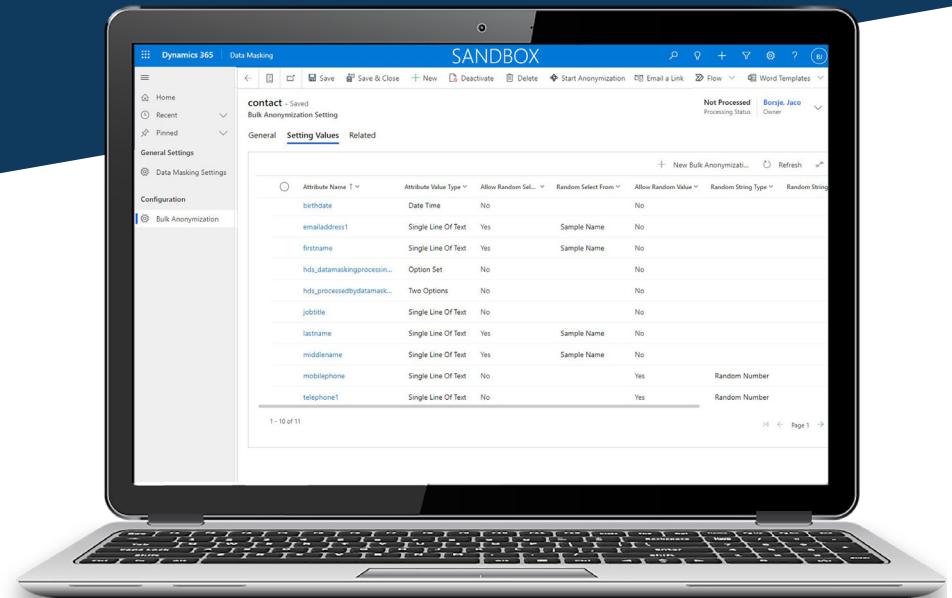 Dynamics 365 Data Masking SANDBOX BJ
Save Save & Close New Deactivate Delete Start Anonymization Email a Link Flow Word Templates
Home
Recent
Pinned
General Settings
Data Masking Settings
Configuration
Bulk Anonymization
contact - Saved
Bulk Anonymization Setting
Not Processed
Processing Status
Borsje, Jaco
Owner
General Setting Values Related
New Bulk Anonymizati... Refresh
Attribute Name Attribute Value Type Allow Random Sel... Random Select From Allow Random Value Random String Type Random String
birthdate Date Time No No
emailaddress1 Single Line Of Text Yes Sample Name No
firstname Single Line Of Text Yes Sample Name No
hds_datamaskingprocessin... Option Set No No
hds_processedbydatamask... Two Options No No
jobtitle Single Line Of Text No No
lastname Single Line Of Text Yes Sample Name No
middlename Single Line Of Text Yes Sample Name No
mobilephone Single Line Of Text No Yes Random Number
telephone1 Single Line Of Text No Yes Random Number
1 - 10 of 11 Page 1